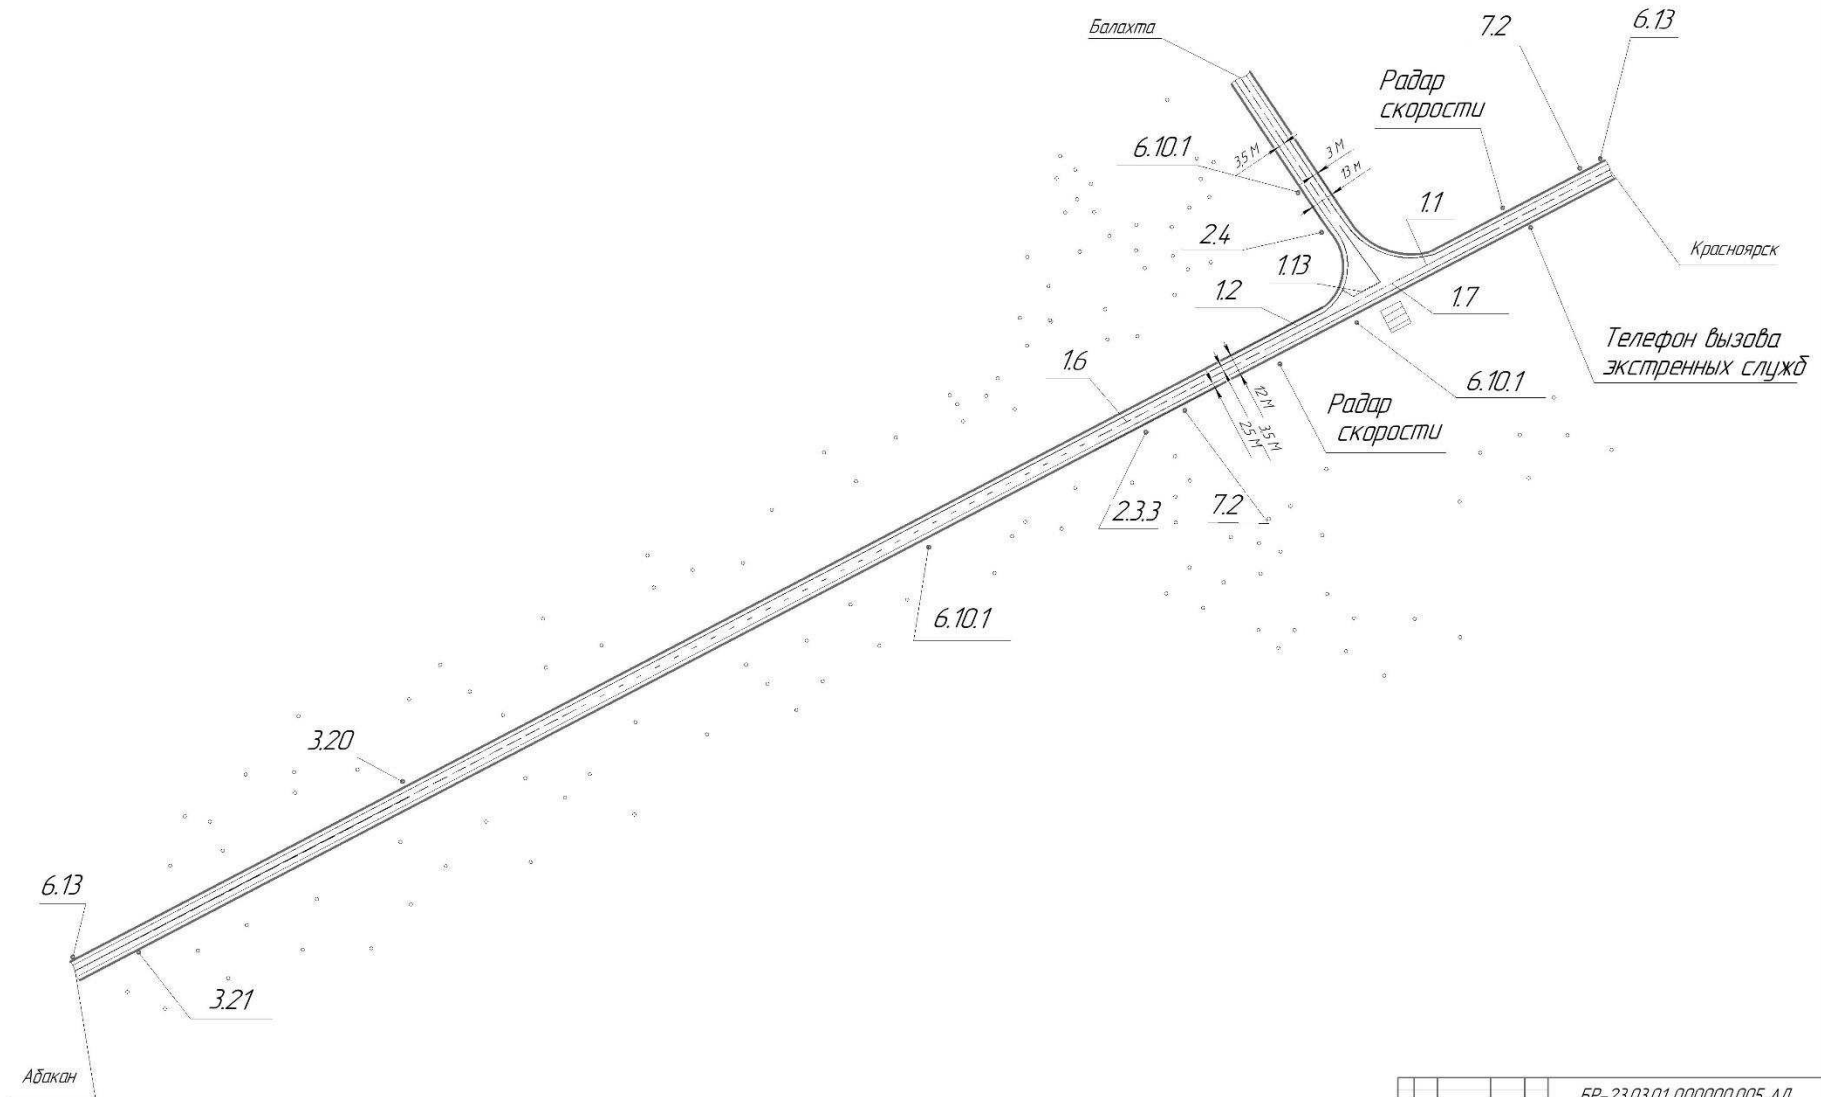 Балахта
7.2
6.13
Радар
скорости
6.10.1
3,5 М
3 М
13 М
1.1
2.4
1.13
1.2
1.7
Красноярск
Телефон вызова
экстренных служб
1.6
6.10.1
12 М
3,5 М
2,5 М
Радар
скорости
2.3.3
7.2
6.10.1
3.20
6.13
3.21
Абакан
БР-23.03.01.000000.005 АД